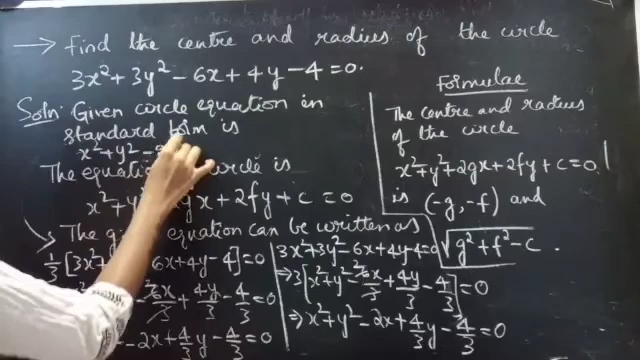 → Find the centre and radius of the circle
3x² + 3y² - 6x + 4y - 4 = 0.
Soln: Given circle equation in
standard form is
x² + y² -
The equation circle is
x² + y x + 2fy + c = 0
The gi equation can be written as
1/3 [3x² 6x + 4y - 4] = 0
- 6x/3 + 4y/3 - 4/3 = 0
- 2x + 4/3 y - 4/3 = 0
3x² + 3y² - 6x + 4y - 4 = 0
⇒ 3[x² + y² - 6x/3 + 4y/3 - 4/3] = 0
⇒ x² + y² - 2x + 4/3 y - 4/3 = 0
Formulae
The centre and radius
of the circle
x² + y² + 2gx + 2fy + c = 0
is (-g, -f) and
√g² + f² - c.